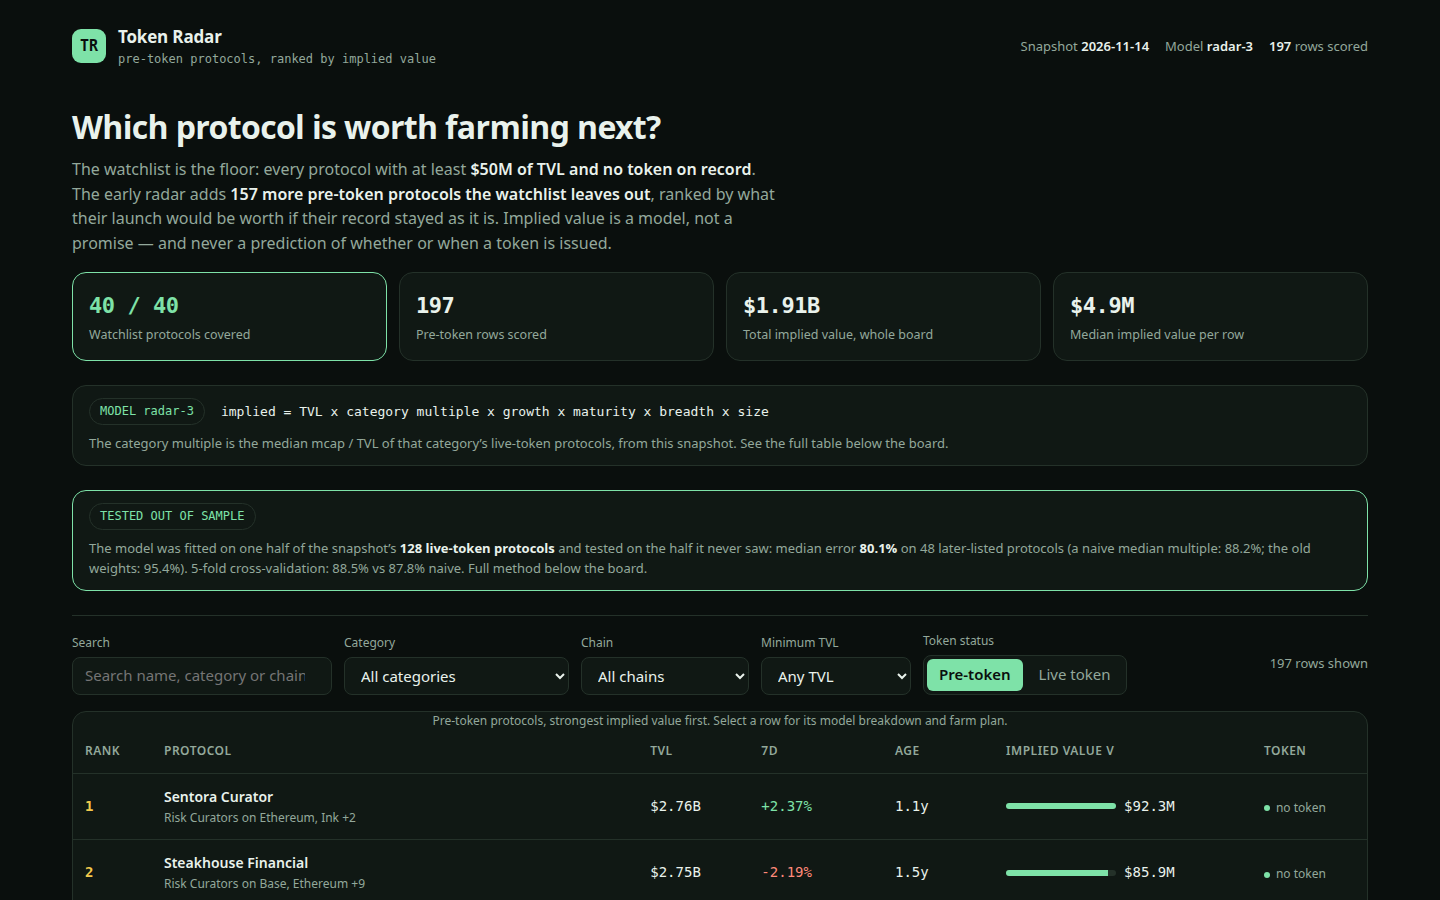 TR
Token Radar
pre-token protocols, ranked by implied value
Snapshot 2026-11-14 Model radar-3 197 rows scored
Which protocol is worth farming next?
The watchlist is the floor: every protocol with at least $50M of TVL and no token on record.
The early radar adds 157 more pre-token protocols the watchlist leaves out, ranked by what
their launch would be worth if their record stayed as it is. Implied value is a model, not a
promise — and never a prediction of whether or when a token is issued.
40 / 40
Watchlist protocols covered
197
Pre-token rows scored
$1.91B
Total implied value, whole board
$4.9M
Median implied value per row
MODEL radar-3 implied = TVL x category multiple x growth x maturity x breadth x size
The category multiple is the median mcap / TVL of that category’s live-token protocols, from this snapshot. See the full table below the board.
TESTED OUT OF SAMPLE
The model was fitted on one half of the snapshot’s 128 live-token protocols and tested on the half it never saw: median error 80.1% on 48 later-listed protocols (a naive median multiple: 88.2%; the old
weights: 95.4%). 5-fold cross-validation: 88.5% vs 87.8% naive. Full method below the board.
Search Category Chain Minimum TVL Token status
Search name, category or chain All categories All chains Any TVL Pre-token Live token
197 rows shown
Pre-token protocols, strongest implied value first. Select a row for its model breakdown and farm plan.
RANK PROTOCOL TVL 7D AGE IMPLIED VALUE V TOKEN
1 Sentora Curator $2.76B +2.37% 1.1y $92.3M no token
Risk Curators on Ethereum, Ink +2
2 Steakhouse Financial $2.75B -2.19% 1.5y $85.9M no token
Risk Curators on Base, Ethereum +9